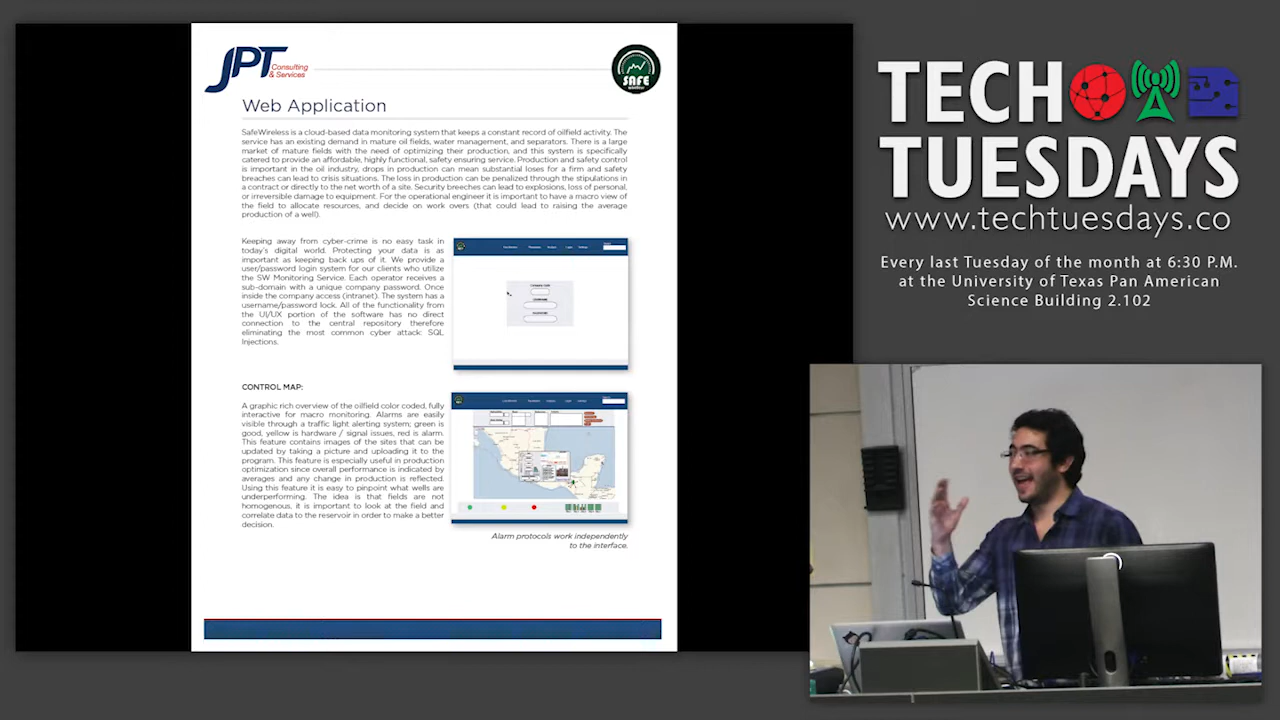 JPT Consulting
& Services
SAFE
Web Application
SafeWireless is a cloud-based data monitoring system that keeps a constant record of oilfield activity. The
service has an existing demand in mature oil fields, water management, and separators. There is a large
market of mature fields with the need of optimizing their production, and this system is specifically
catered to provide an affordable, highly functional, safety ensuring service. Production and safety control
is important in the oil industry, drops in production can mean substantial loses for a firm and safety
breaches can lead to crisis situations. The loss in production can be penalized through the stipulations in
a contract or directly to the net worth of a site. Security breeches can lead to explosions, loss of personal,
or irreversible damage to equipment. For the operational engineer it is important to have a macro view of
the field to allocate resources, and decide on work overs (that could lead to raising the average
production of a well).
Keeping away from cyber-crime is no easy task in
today's digital world. Protecting your data is as
important as keeping back ups of it. We provide a
user/password login system for our clients who utilize
the SW Monitoring Service. Each operator receives a
sub-domain with a unique company password. Once
inside the company access (intranet). The system has a
username/password lock. All of the functionality from
the UI/UX portion of the software has no direct
connection to the central repository therefore
eliminating the most common cyber attack: SQL
Injections.
CONTROL MAP:
A graphic rich overview of the oilfield color coded, fully
interactive for macro monitoring. Alarms are easily
visible through a traffic light alerting system; green is
good, yellow is hardware / signal issues, red is alarm.
This feature contains images of the sites that can be
updated by taking a picture and uploading it to the
program. This feature is especially useful in production
optimization since overall performance is indicated by
averages and any change in production is reflected.
Using this feature it is easy to pinpoint what wells are
underperforming. The idea is that fields are not
homogenous, it is important to look at the field and
correlate data to the reservoir in order to make a better
decision.
Alarm protocols work independently
to the interface.
TECH
TUESDAYS
www.techtuesdays.co
Every last Tuesday of the month at 6:30 P.M.
at the University of Texas Pan American
Science Building 2.102